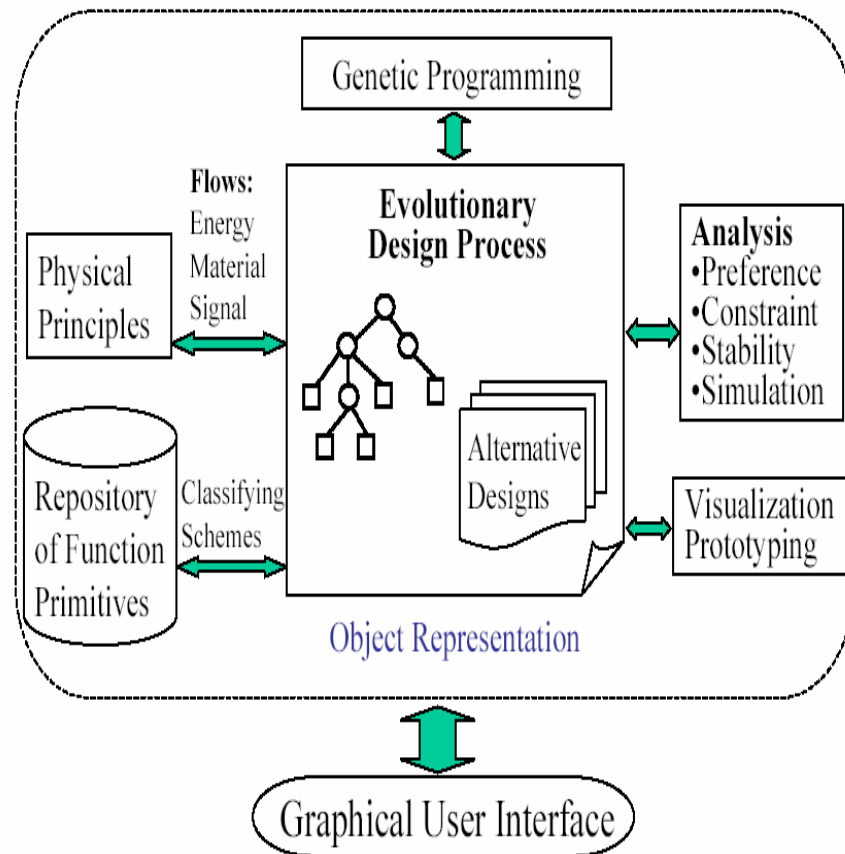 Genetic Programming
Flows:
Energy
Material
Signal
Physical
Principles
Evolutionary
Design Process
Analysis
•Preference
•Constraint
•Stability
•Simulation
Repository
of Function
Primitives
Classifying
Schemes
Alternative
Designs
Visualization
Prototyping
Object Representation
Graphical User Interface